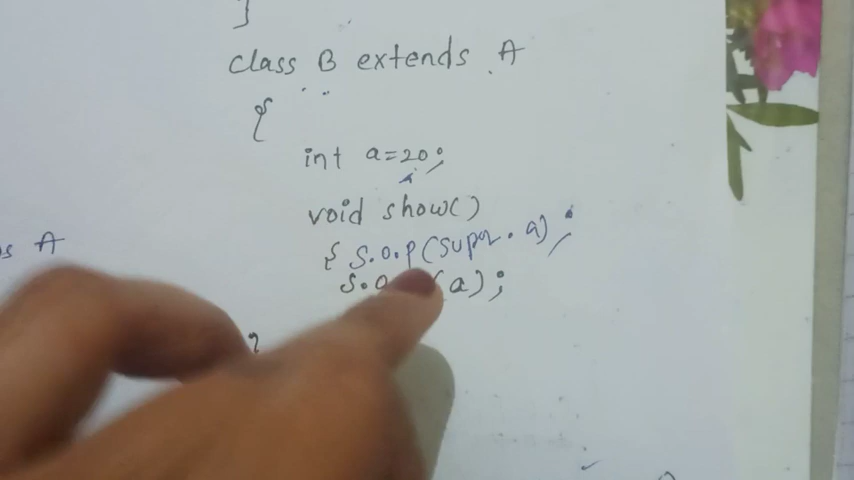 }
class B extends A
{
int a=20;
void show()
{ S.o.p(super.a);
s A
S.o (a);